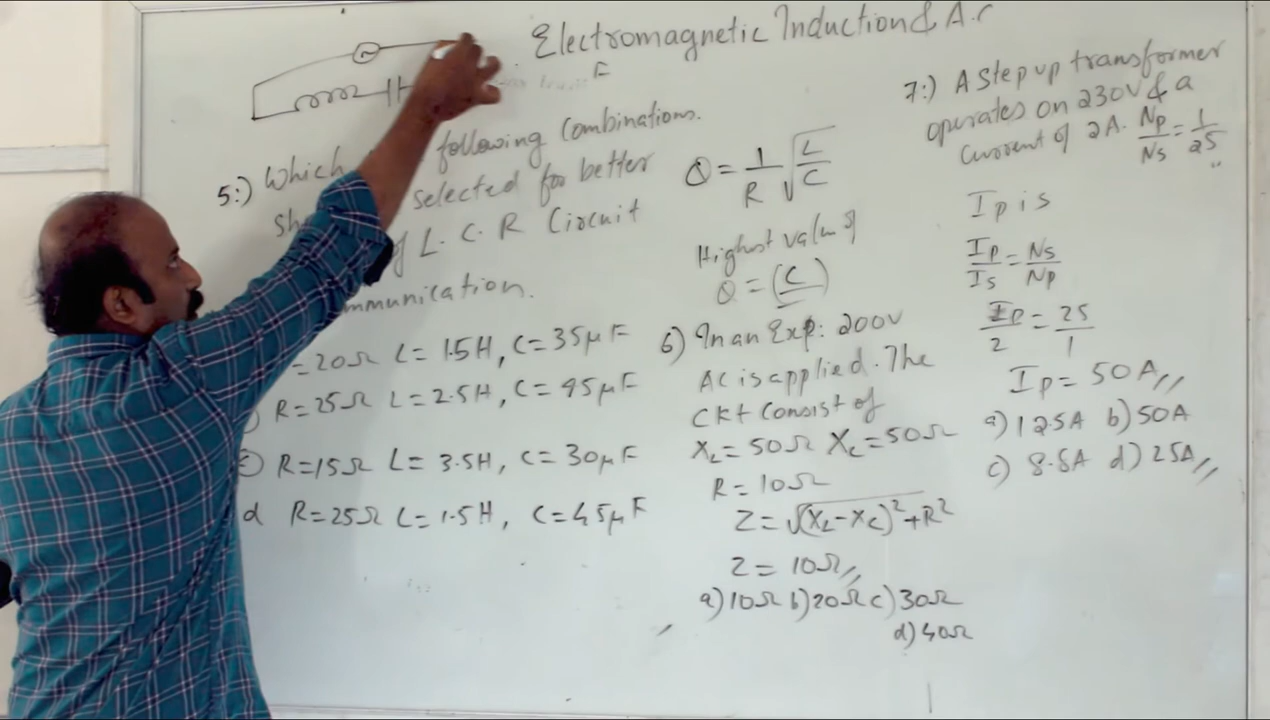 Electromagnetic Induction & A.C
5:) Which following Combinations.
selected for better
of L. C. R Circuit
mmunication.
=20Ω L= 1.5H, C=35μF
) R=25Ω L=2.5H, C=45μF
c) R=15Ω L= 3.5H, C=30μF
d R=25Ω L=1.5H, C=45μF
Q = 1/R √L/C
Highest value of
Q = (C)
6) In an Exp: 200V
AC is applied. The
Ckt Consist of
XL=50Ω XC=50Ω
R=10Ω
Z=√(XL-XC)²+R²
Z= 10Ω,,
a)10Ω b)20Ω c)30Ω
d)40Ω
7:) A Step up transformer
operates on 230V & a
Current of 2A. Np/Ns = 1/25
Ip is
Ip/Is = Ns/Np
Ip/2 = 25/1
Ip= 50A,,
a) 12.5A b) 50A
c) 8.8A d) 25A,,